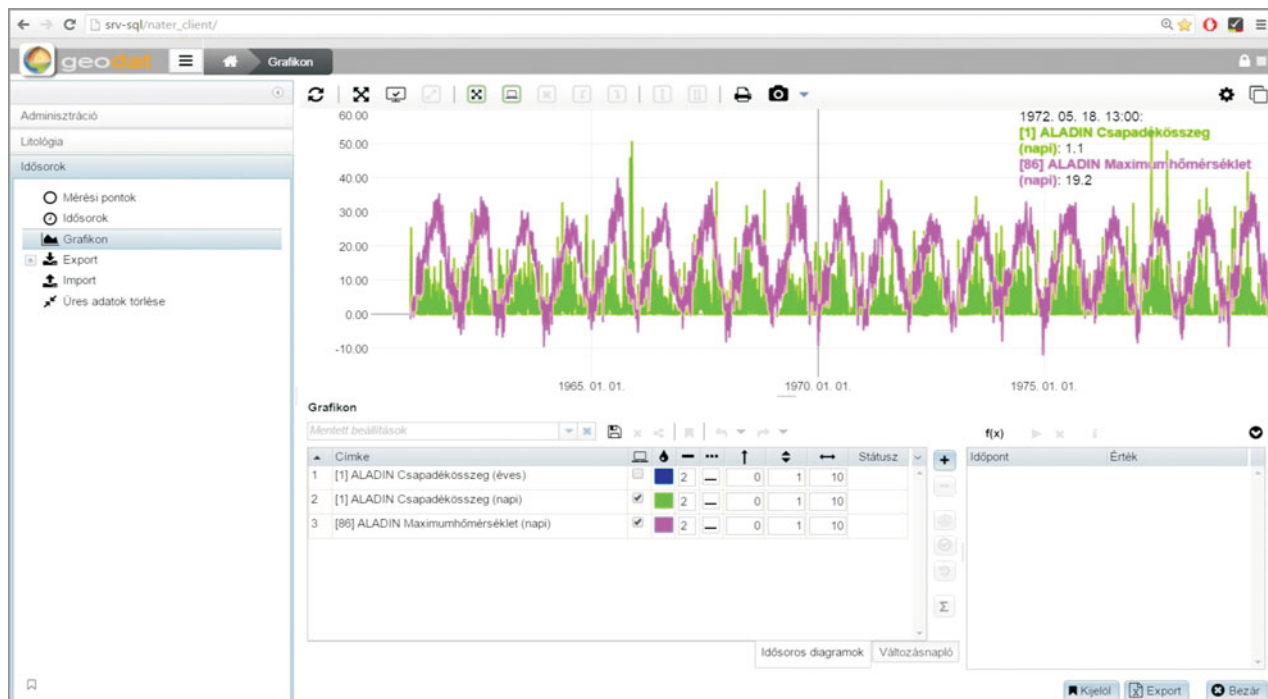 srv-sql/nater_client/
geodat
Grafikon
Adminisztráció
Litológia
Idősorok
Mérési pontok
Idősorok
Grafikon
Export
Import
Üres adatok törlése
60.00
50.00
40.00
30.00
20.00
10.00
0.00
-10.00
1965. 01. 01.
1970. 01. 01.
1975. 01. 01.
1972. 05. 18. 13:00:
[1] ALADIN Csapadékösszeg
(napi): 1.1
[86] ALADIN Maximumhőmérséklet
(napi): 19.2
Grafikon
Mentett beállítások
f(x)
Címke Státusz
1 [1] ALADIN Csapadékösszeg (éves) 2 0 1 10
2 [1] ALADIN Csapadékösszeg (napi) 2 0 1 10
3 [86] ALADIN Maximumhőmérséklet (napi) 2 0 1 10
Időpont Érték
Σ
Idősoros diagramok Változásnapló
Kijelöl Export Bezár